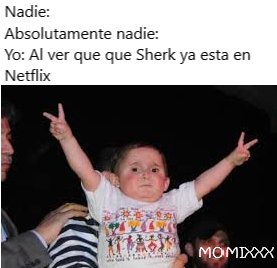 Nadie:
Absolutamente nadie:
Yo: Al ver que que Sherk ya esta en
Netflix
MOMIXXX